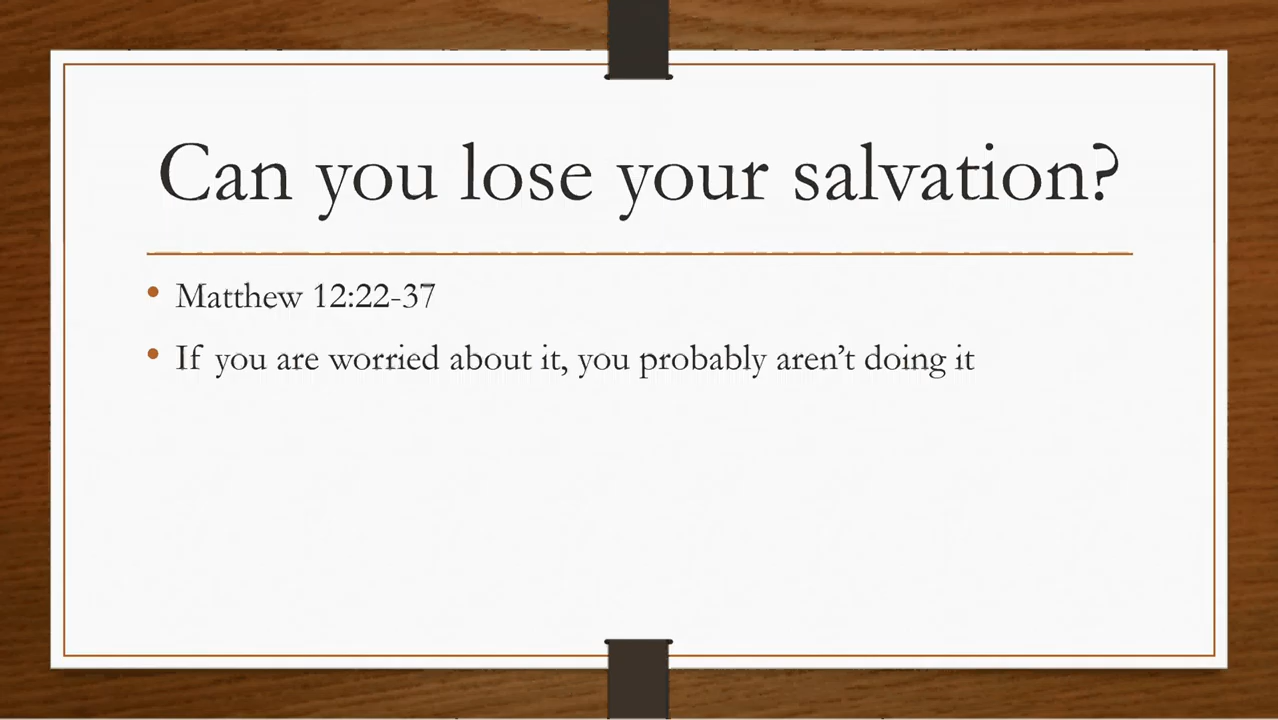 Can you lose your salvation?
• Matthew 12:22-37
• If you are worried about it, you probably aren’t doing it